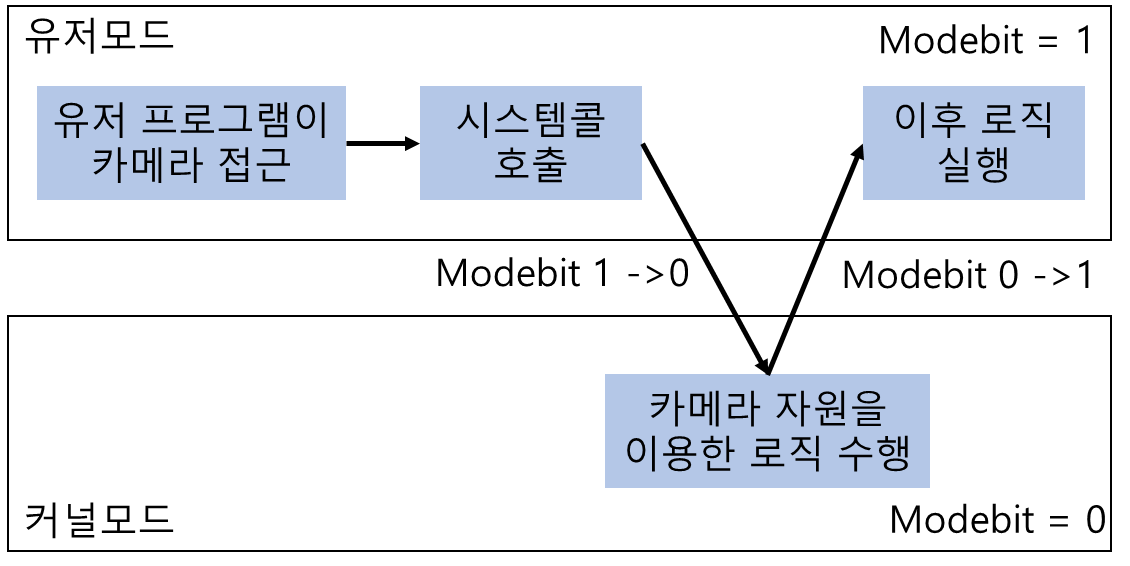 유저모드
Modebit = 1
유저 프로그램이
카메라 접근
시스템콜
호출
이후 로직
실행
Modebit 1 ->0
Modebit 0 ->1
카메라 자원을
이용한 로직 수행
커널모드
Modebit = 0